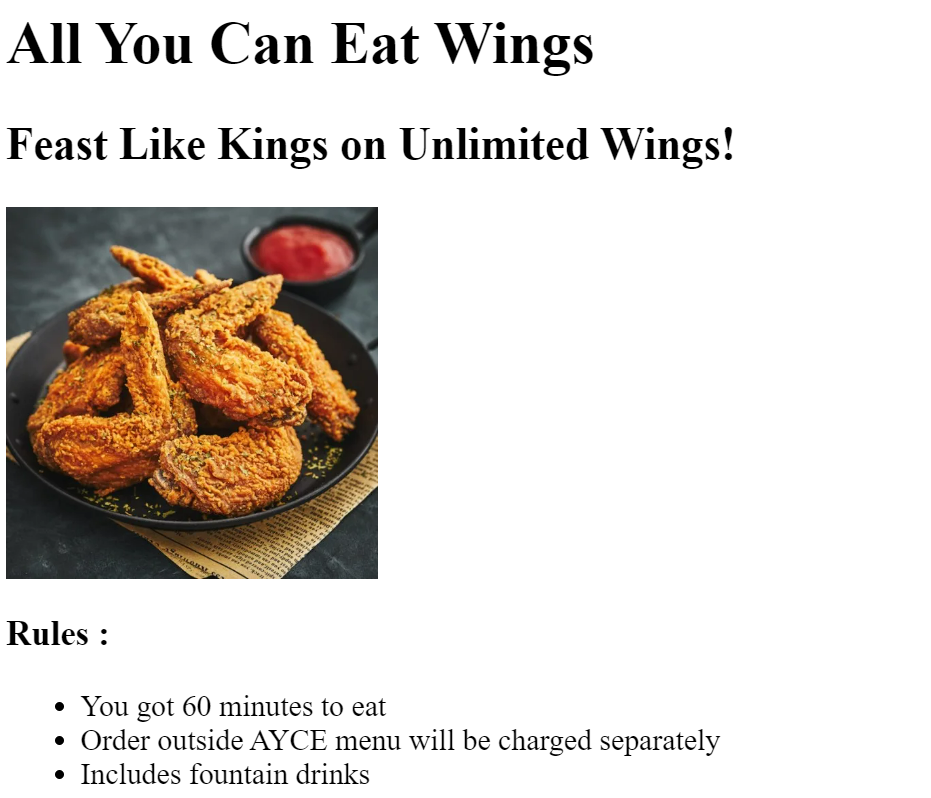 All You Can Eat Wings
Feast Like Kings on Unlimited Wings!
Rules :
• You got 60 minutes to eat
• Order outside AYCE menu will be charged separately
• Includes fountain drinks